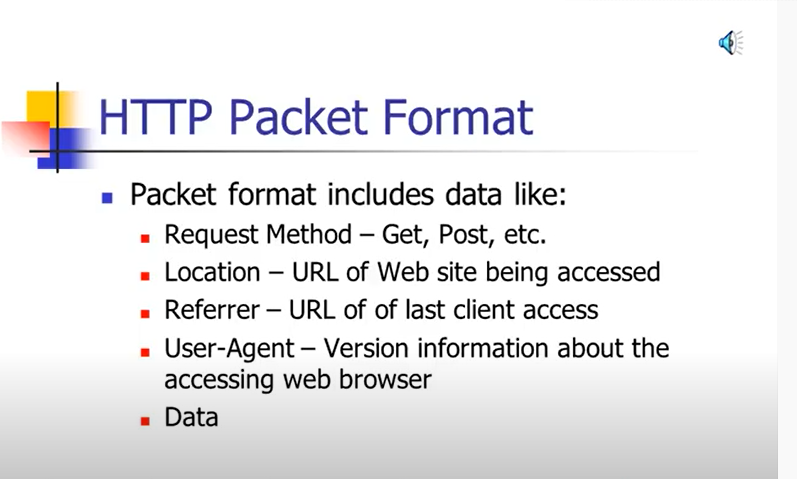 HTTP Packet Format
Packet format includes data like:
Request Method – Get, Post, etc.
Location – URL of Web site being accessed
Referrer – URL of of last client access
User-Agent – Version information about the
accessing web browser
Data